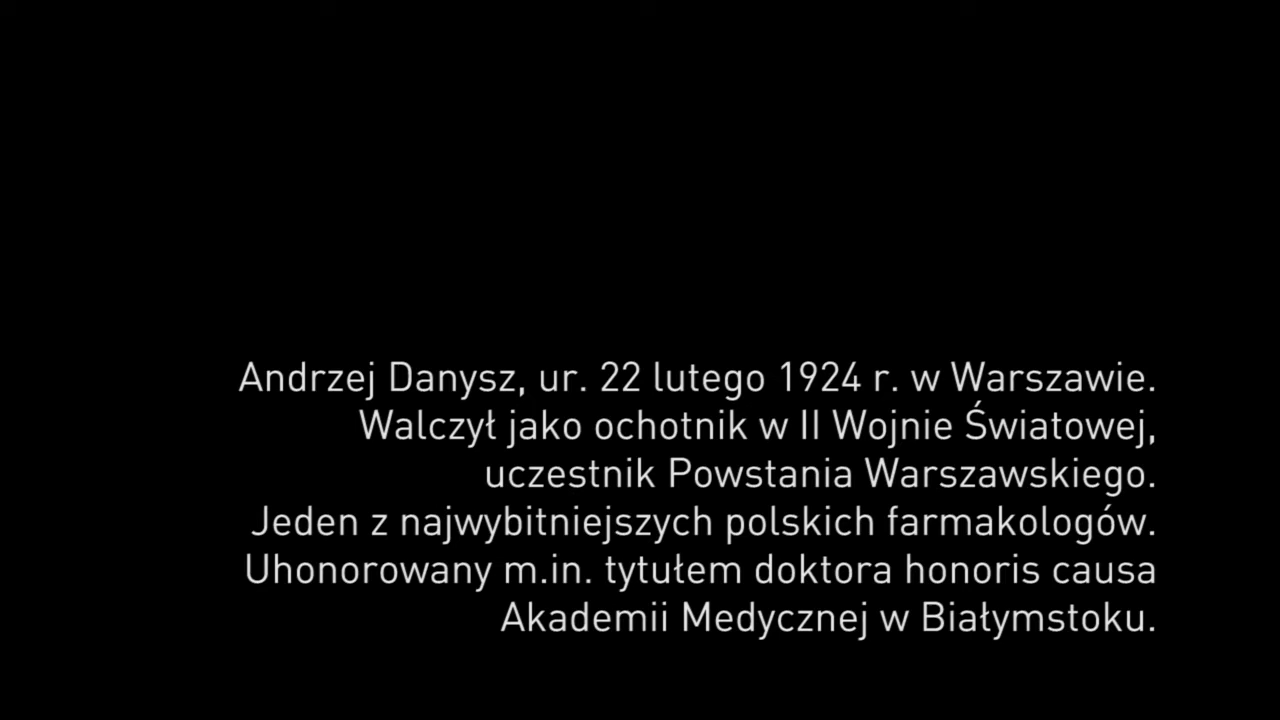 Andrzej Danysz, ur. 22 lutego 1924 r. w Warszawie.
Walczył jako ochotnik w II Wojnie Światowej,
uczestnik Powstania Warszawskiego.
Jeden z najwybitniejszych polskich farmakologów.
Uhonorowany m.in. tytułem doktora honoris causa
Akademii Medycznej w Białymstoku.